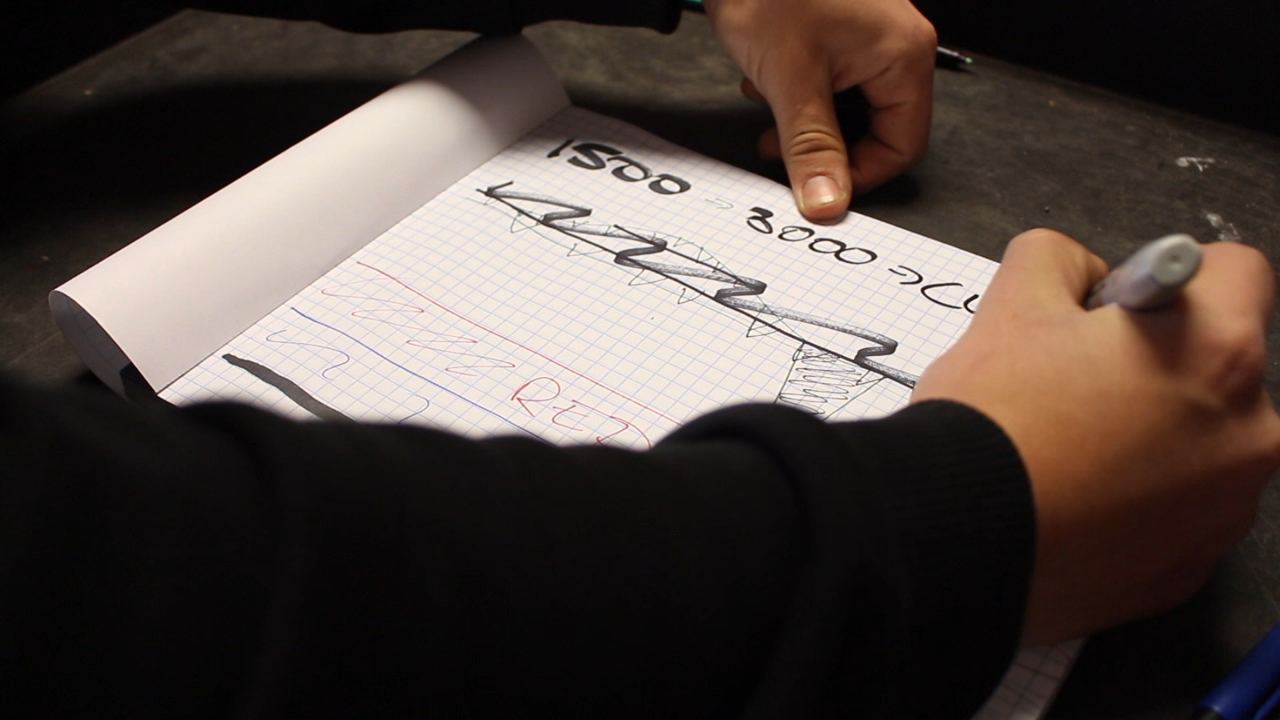 1500 = 3000 =
RED